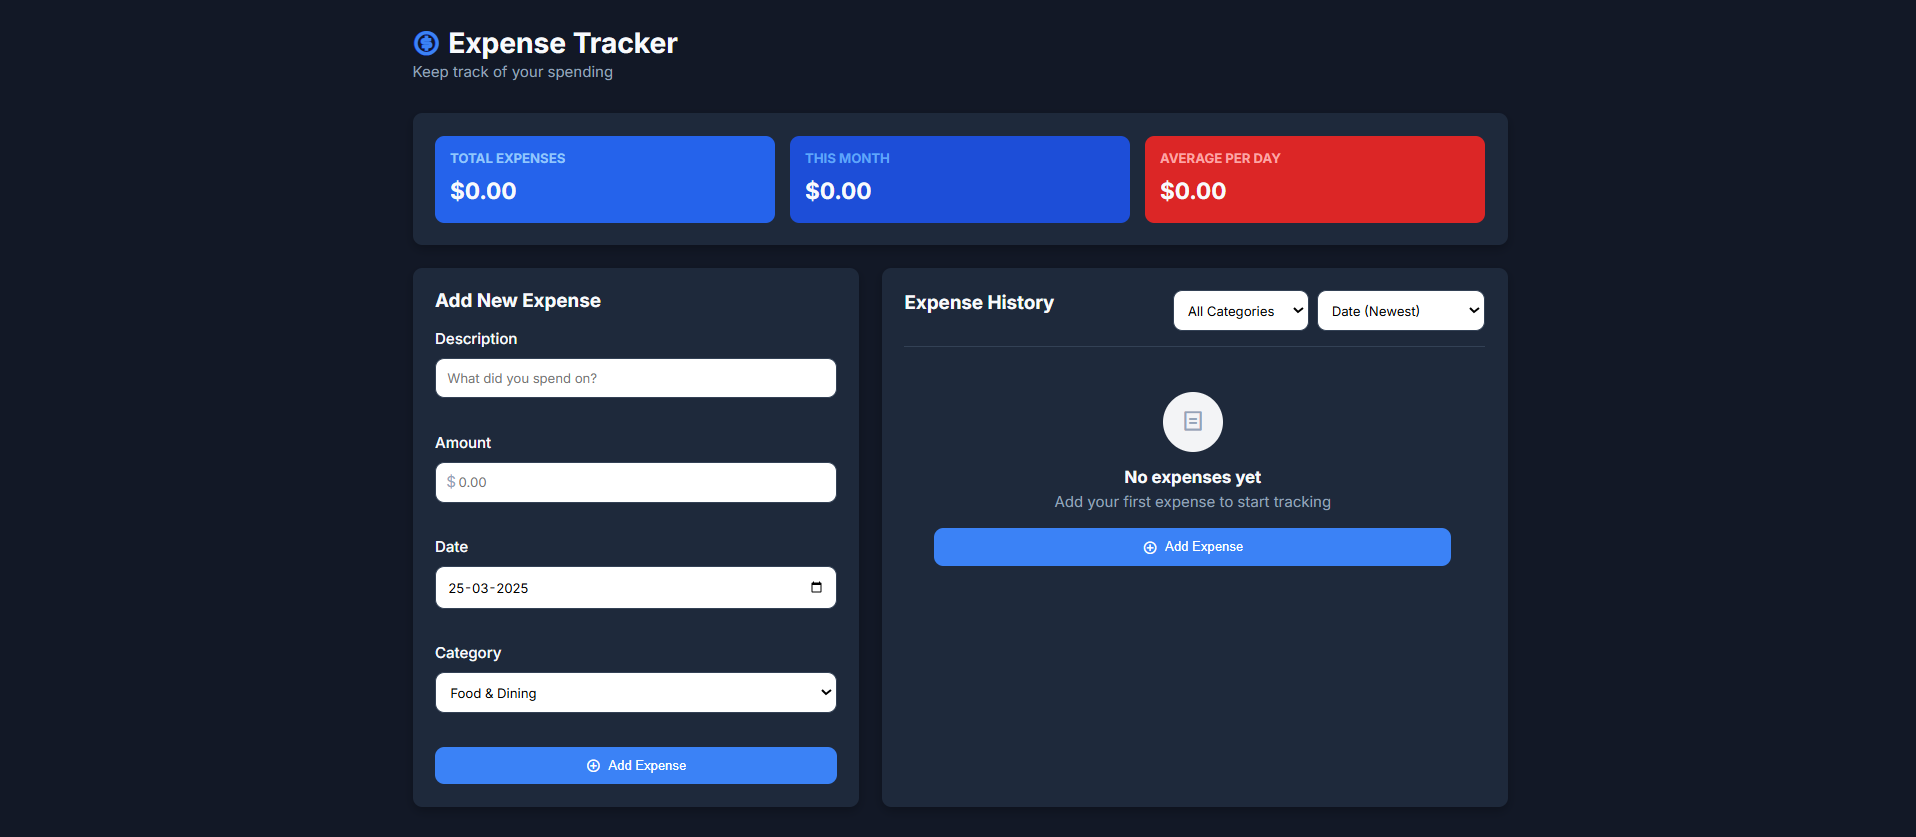 Expense Tracker
Keep track of your spending
TOTAL EXPENSES
$0.00
THIS MONTH
$0.00
AVERAGE PER DAY
$0.00
Add New Expense
Description
What did you spend on?
Amount
$ 0.00
Date
25-03-2025
Category
Food & Dining
Add Expense
Expense History
All Categories
Date (Newest)
No expenses yet
Add your first expense to start tracking
Add Expense